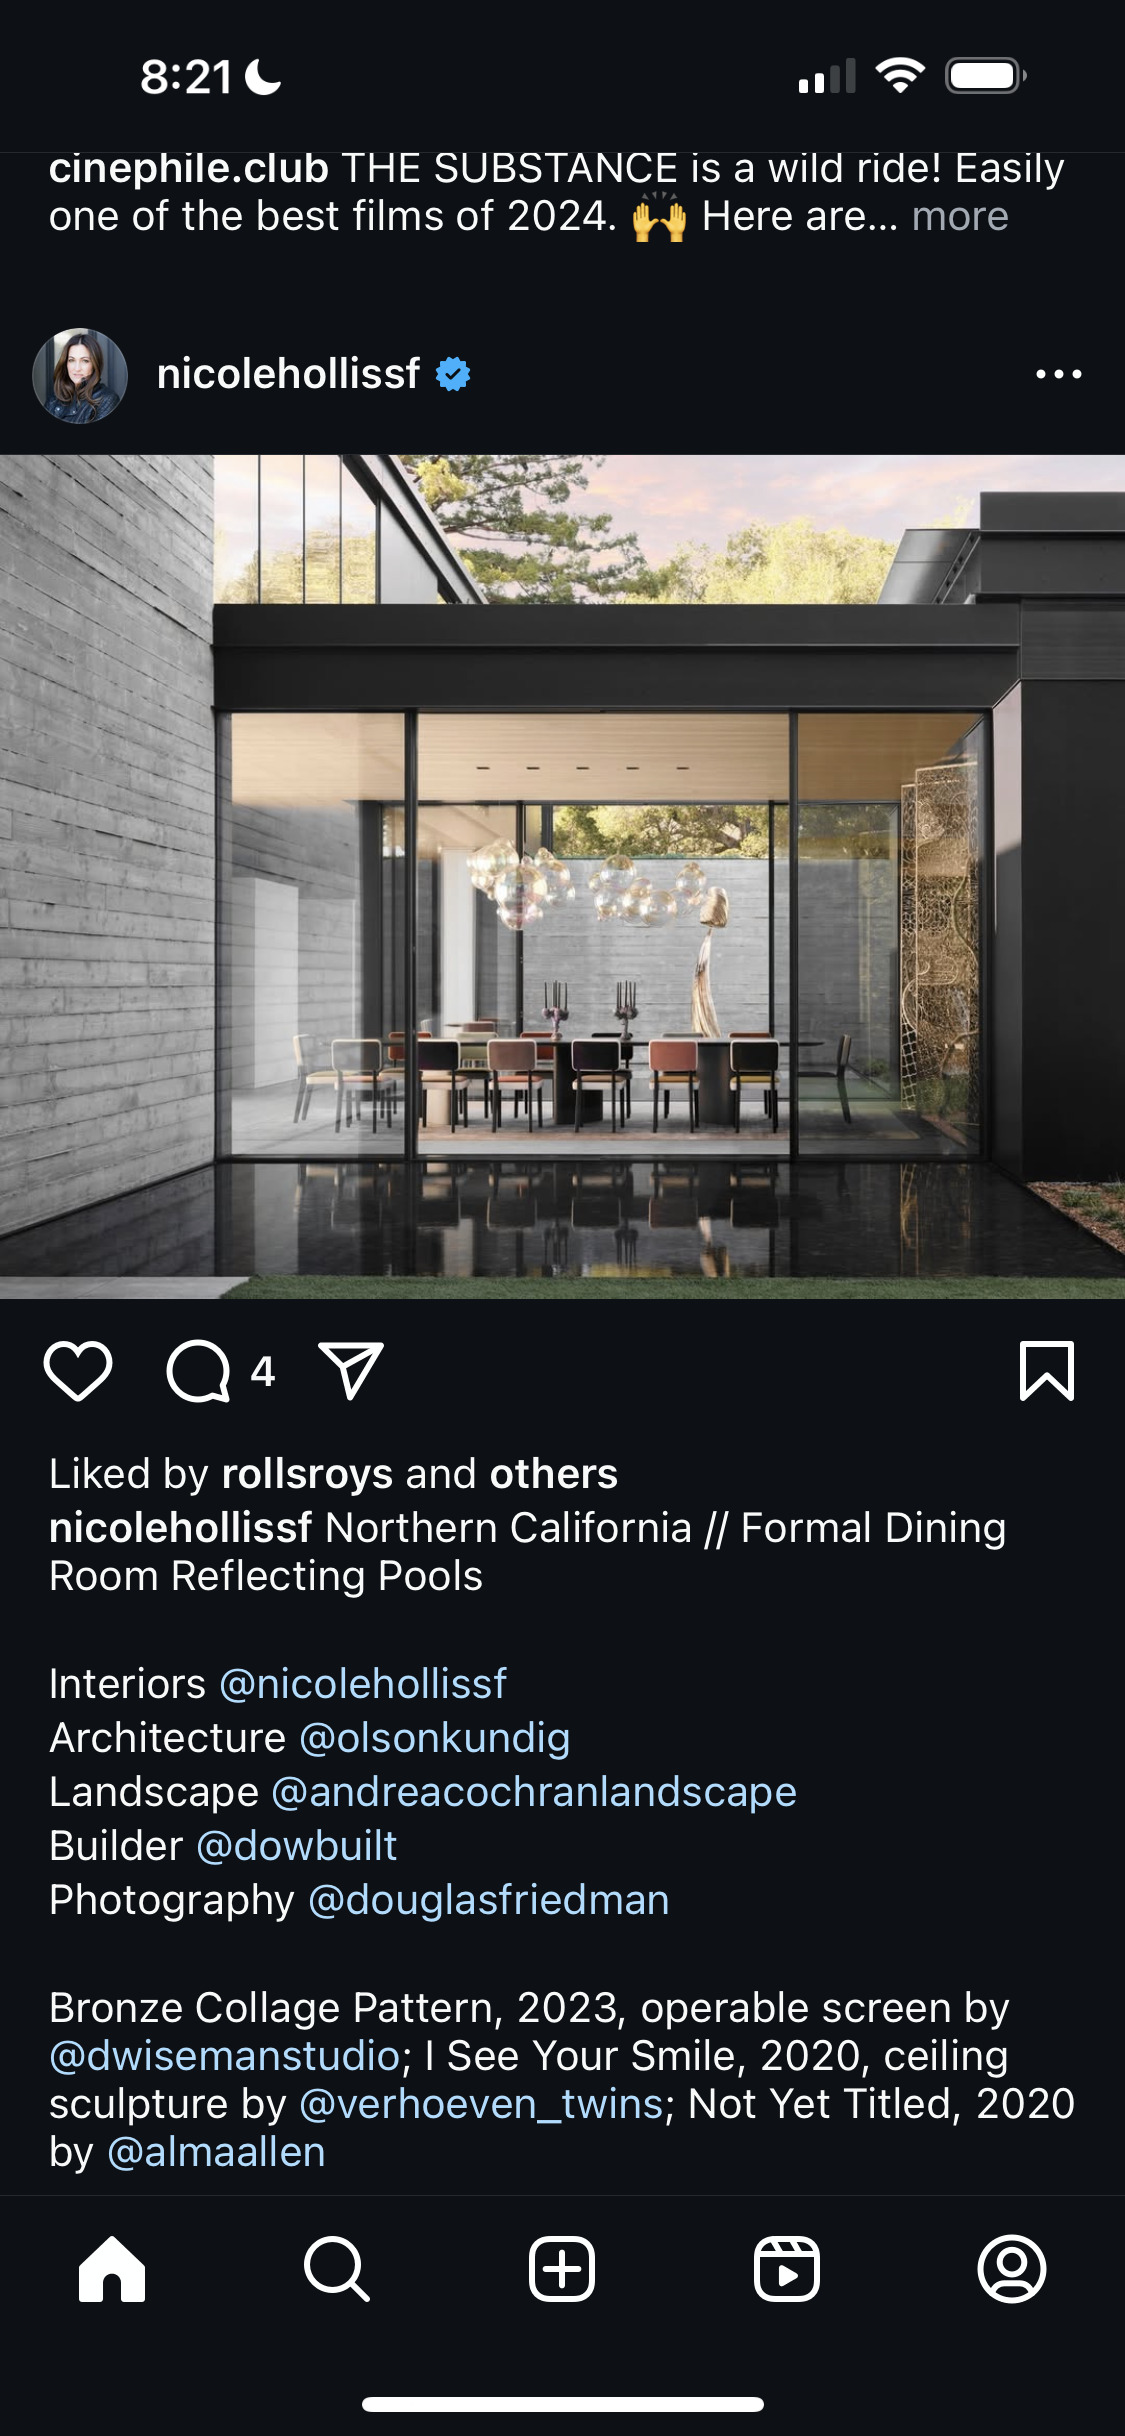 8:21
cinephile.club THE SUBSTANCE is a wild ride! Easily
one of the best films of 2024. 🙌 Here are... more
nicolehollissf
4
Liked by rollsroys and others
nicolehollissf Northern California // Formal Dining
Room Reflecting Pools
Interiors @nicolehollissf
Architecture @olsonkundig
Landscape @andreacochranlandscape
Builder @dowbuilt
Photography @douglasfriedman
Bronze Collage Pattern, 2023, operable screen by
@dwisemanstudio; I See Your Smile, 2020, ceiling
sculpture by @verhoeven_twins; Not Yet Titled, 2020
by @almaallen